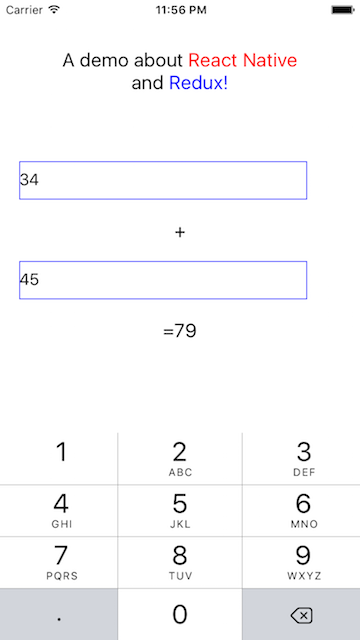 Carrier 11:56 PM
A demo about React Native
and Redux!
34
+
45
=79
1 2 3
ABC DEF
4 5 6
GHI JKL MNO
7 8 9
PQRS TUV WXYZ
. 0